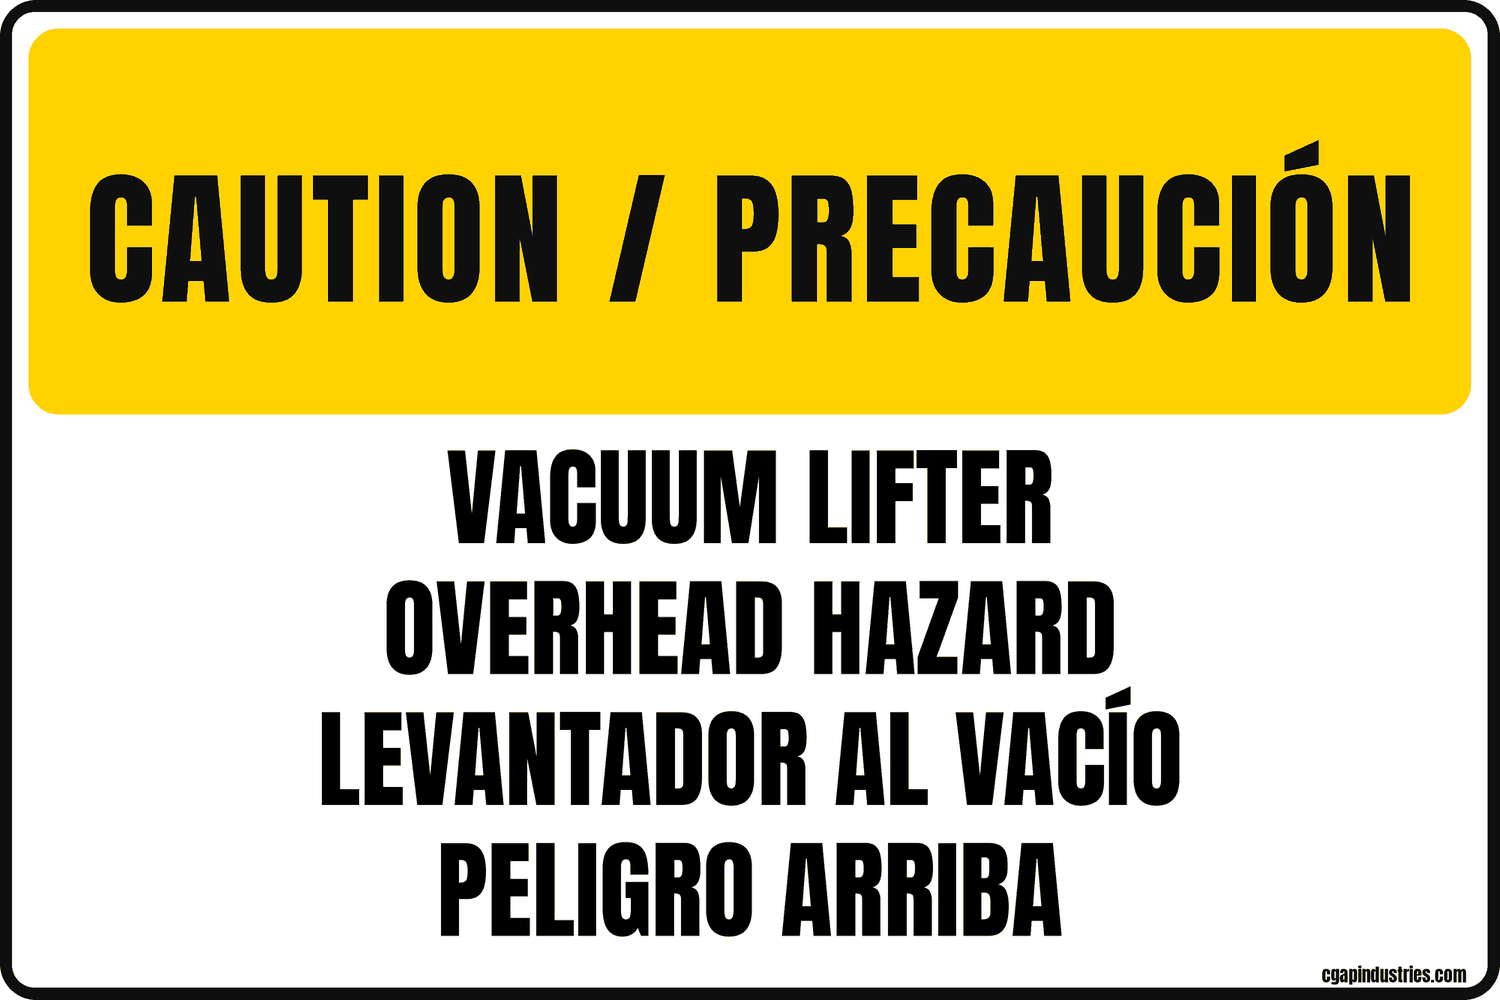 CAUTION / PRECAUCIÓN
VACUUM LIFTER
OVERHEAD HAZARD
LEVANTADOR AL VACÍO
PELIGRO ARRIBA
cgapindustries.com